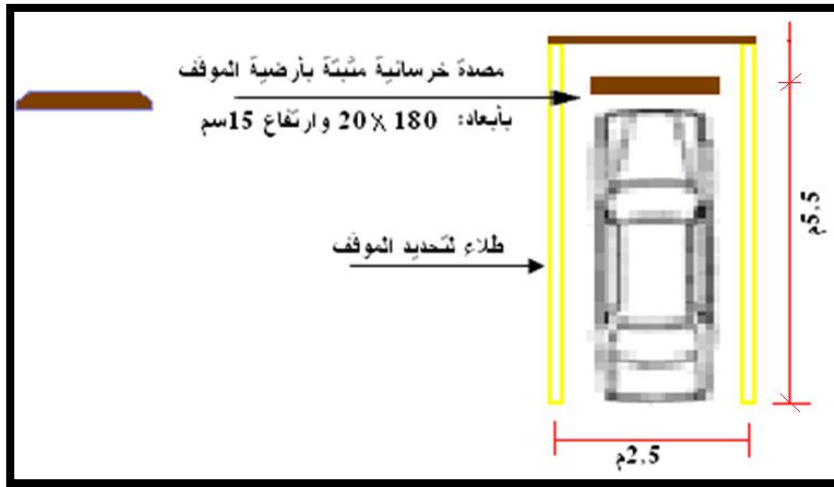 مصدة خرسانية مثبتة بأرضية الموقف
بأبعاد: 180 X 20 وارتفاع 15سم
طلاء لتحديد الموقف
5,5م
2,5م